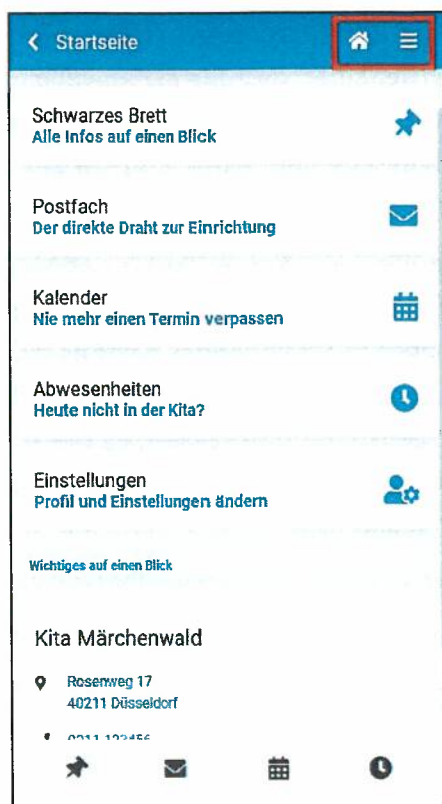 Startseite
Schwarzes Brett
Alle Infos auf einen Blick
Postfach
Der direkte Draht zur Einrichtung
Kalender
Nie mehr einen Termin verpassen
Abwesenheiten
Heute nicht in der Kita?
Einstellungen
Profil und Einstellungen ändern
Wichtiges auf einen Blick
Kita Märchenwald
Rosenweg 17
40211 Düsseldorf
0211 123456